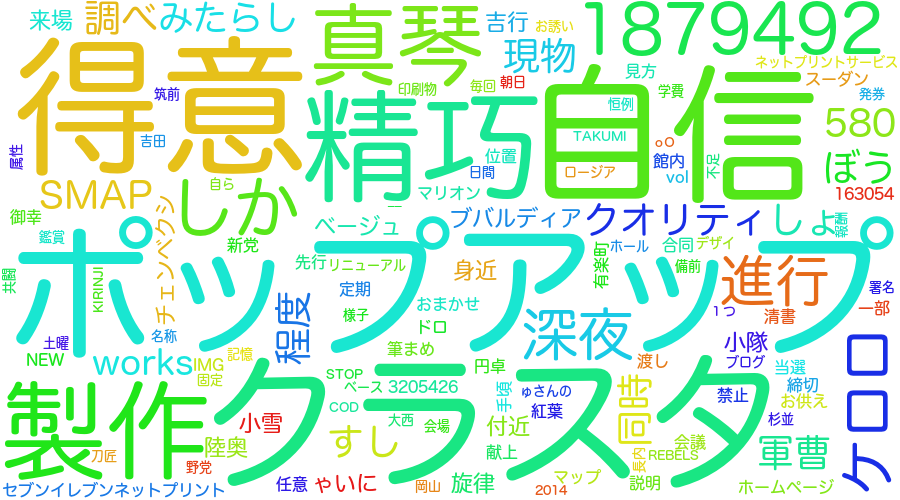 来場
調べ
みたらし
真琴
吉行
お誘い
1879492
ネットプリントサービス
現物
見方
スーダン
得意
筑前
印刷物
毎回
朝日
学費
発券
恒例
精巧
自信
580
属性
吉田
TAKUMI
oO
位置
館内
不足
ぼう
日間
ロージア
vol
163054
SMAP
しか
自ら
マリオン
御幸
ブバルディア
クオリティ
しょ
報酬
チェンベクシ
ベージュ
鑑賞
新党
合同
デザイ
ホール
ポップアップ
先行
リニューアル
身近
有楽町
備前
進行
共闘
KIRINJI
程度
定期
おまかせ
署名
1つ
清書
一部
様子
ドロ
深夜
土曜
名称
小隊
NEW
works
IMG
記憶
筆まめ
渡し
ブログ
ケロロ
固定
STOP
円卓
当選
ベース
3205426
手頃
ゅさんの
締切
製作
クラスタ
COD
紅葉
同時
禁止
お供え
小雪
大西
会場
付近
杉並
刀匠
陸奥
すし
献上
会議
長内
REBELS
軍曹
野党
セブンイレブンネットプリント
任意
ゃいに
岡山
旋律
マップ
説明
2014
ホームページ